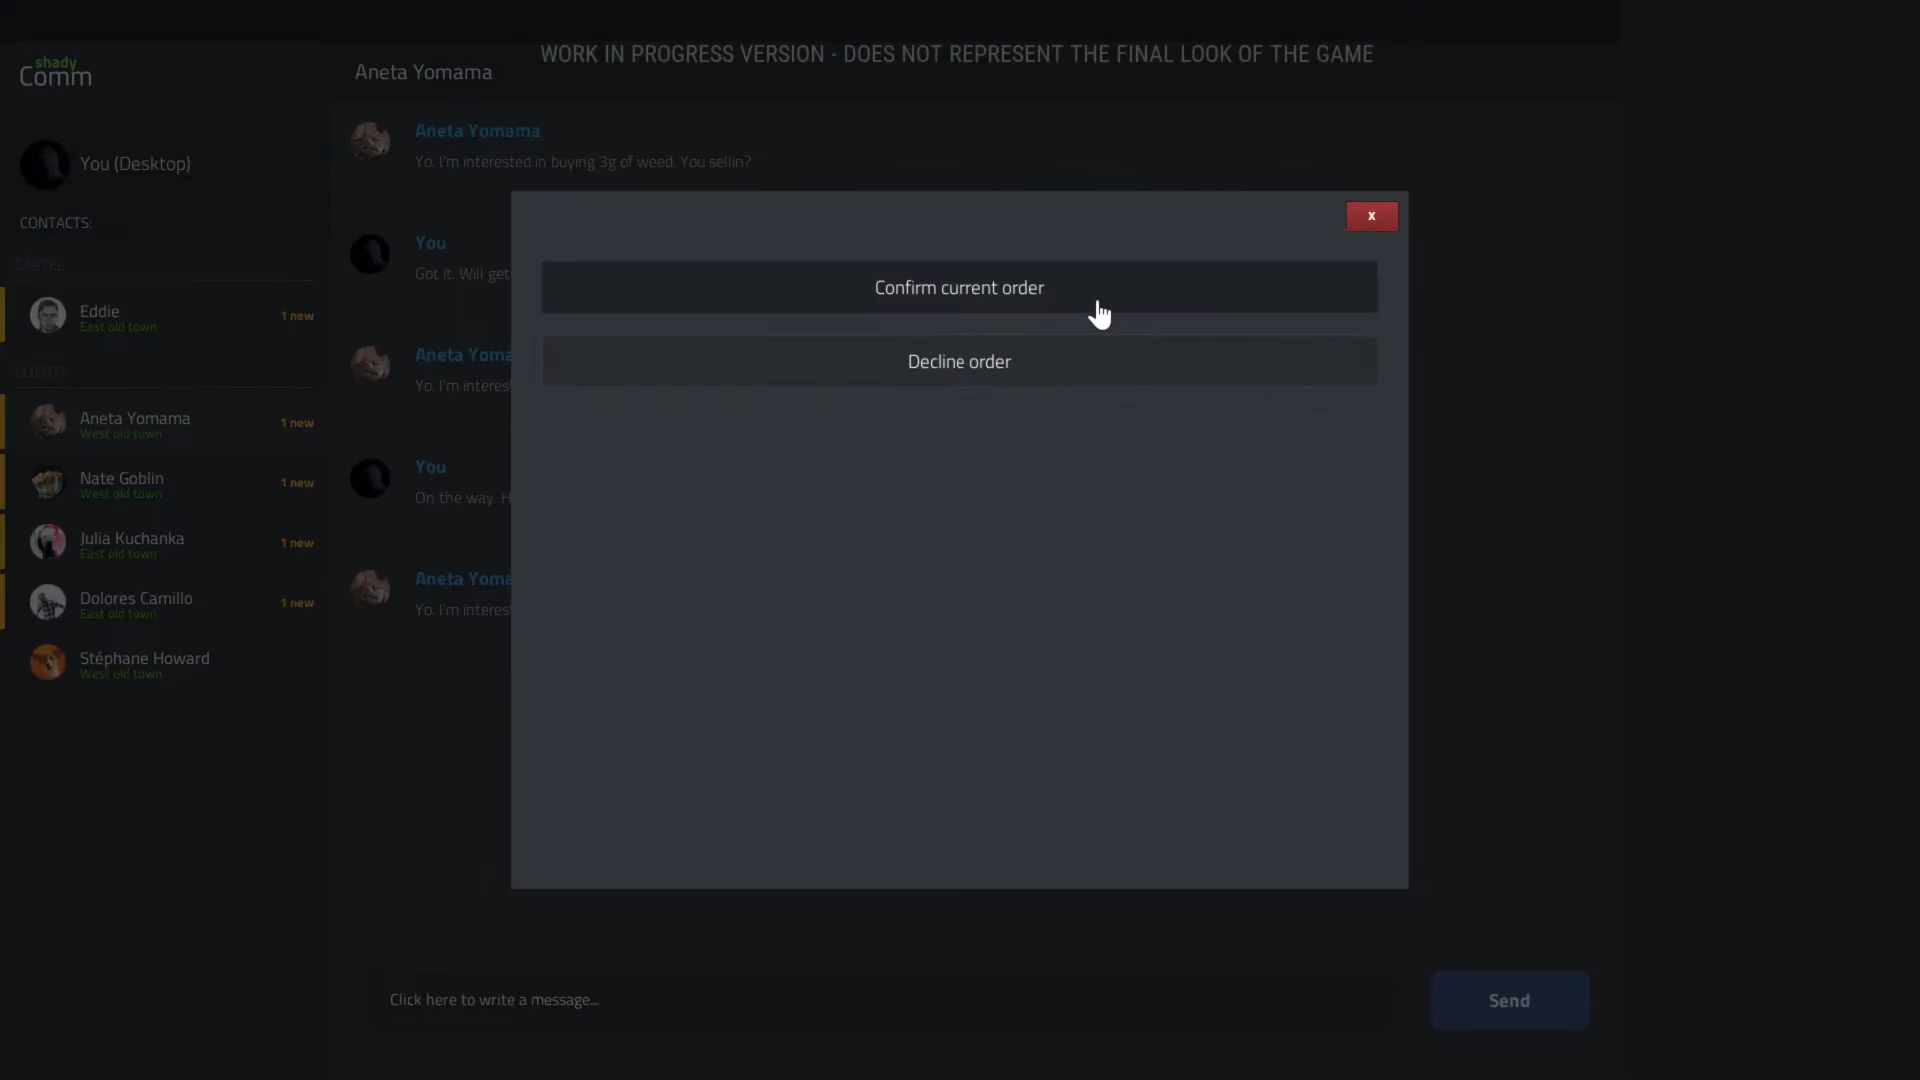 WORK IN PROGRESS VERSION - DOES NOT REPRESENT THE FINAL LOOK OF THE GAME
shady
Comm
You (Desktop)
CONTACTS:
CARTEL
Eddie
East old town
1 new
CLIENTS
Aneta Yomama
West old town
1 new
Nate Goblin
West old town
1 new
Julia Kuchanka
East old town
1 new
Dolores Camillo
East old town
1 new
Stéphane Howard
West old town
Aneta Yomama
Aneta Yomama
Yo. I'm interested in buying 3g of weed. You sellin?
You
Got it. Will get
Aneta Yoma
Yo. I'm interes
You
On the way. H
Aneta Yoma
Yo. I'm interes
x
Confirm current order
Decline order
Click here to write a message...
Send